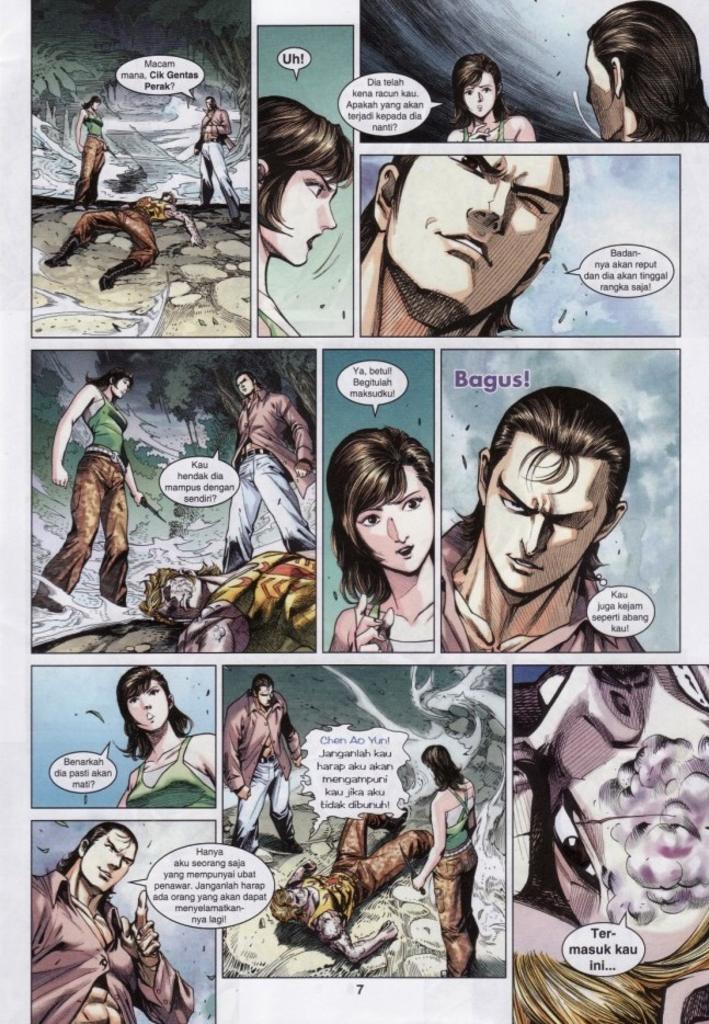 Macam
mana, Cik Gentas
Perak?
Uh!
Dia telah
kena racun kau.
Apakah yang akan
terjadi kepada dia
nanti?
Badan-
nya akan reput
dan dia akan tinggal
rangka saja!
Kau
hendak dia
mampus dengan
sendiri?
Ya, betul!
Begitulah
maksudku!
Bagus!
Kau
juga kejam
seperti abang
kau!
Benarkah
dia pasti akan
mati?
Hanya
aku seorang saja
yang mempunyai ubat
penawar. Janganlah harap
ada orang yang akan dapat
menyelamatkan-
nya lagi!
Chen Ao Yun!
Janganlah kau
harap aku akan
mengampuni
kau jika aku
tidak dibunuh!
Ter-
masuk kau
ini...
7